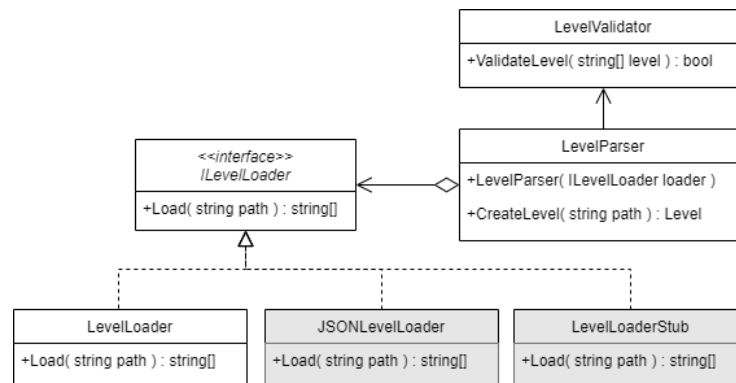 LevelValidator
+ValidateLevel( string[] level ) : bool
LevelParser
+LevelParser( ILevelLoader loader )
+CreateLevel( string path ) : Level
<<interface>>
ILevelLoader
+Load( string path ) : string[]
LevelLoader
+Load( string path ) : string[]
JSONLevelLoader
+Load( string path ) : string[]
LevelLoaderStub
+Load( string path ) : string[]